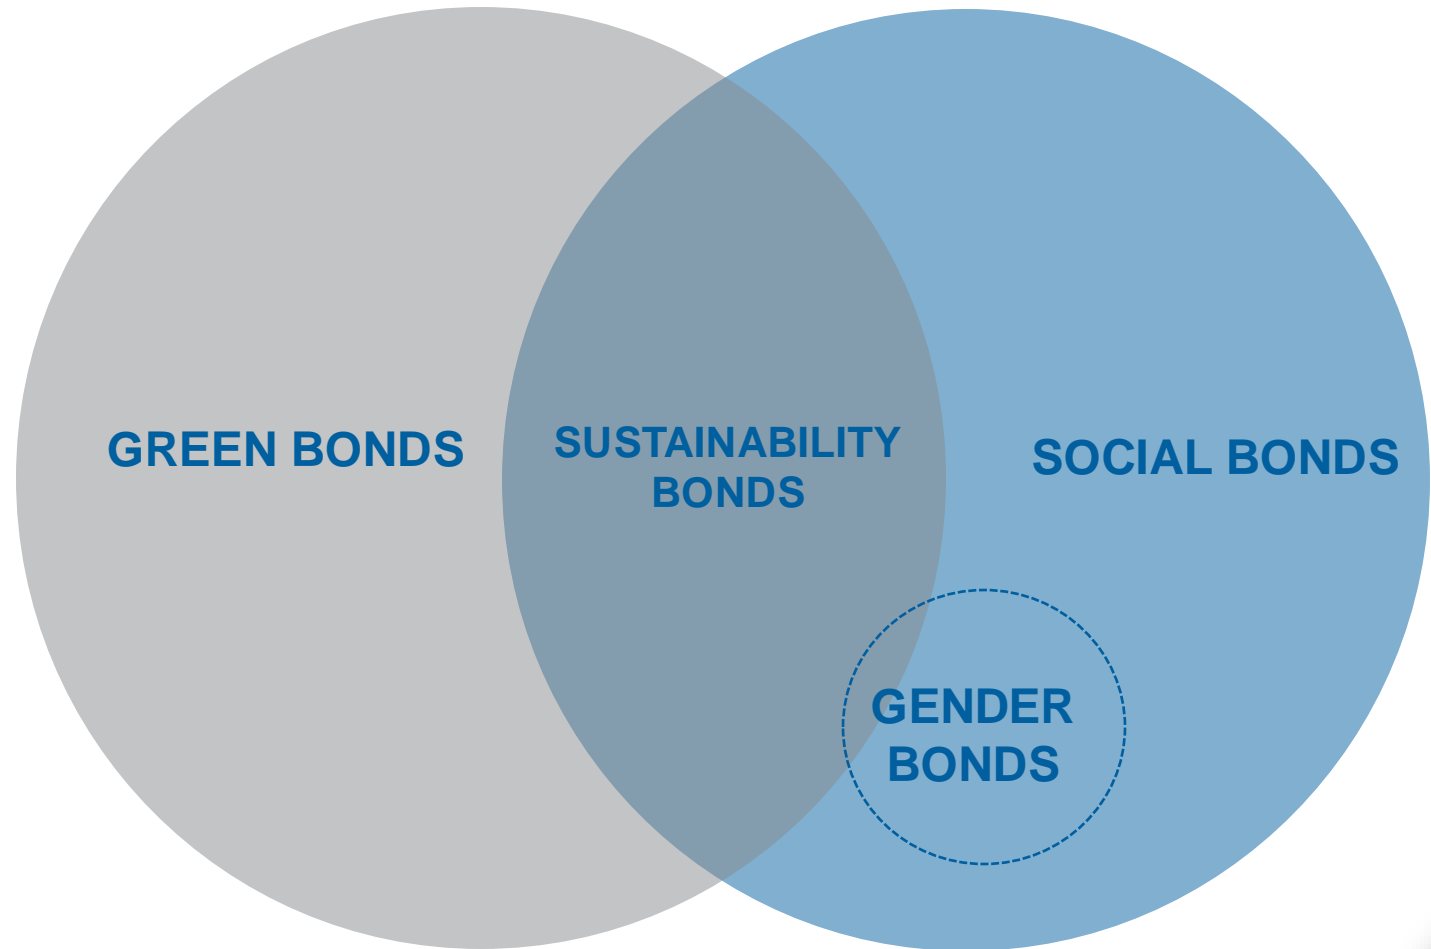 GREEN BONDS
SUSTAINABILITY
BONDS
SOCIAL BONDS
GENDER
BONDS